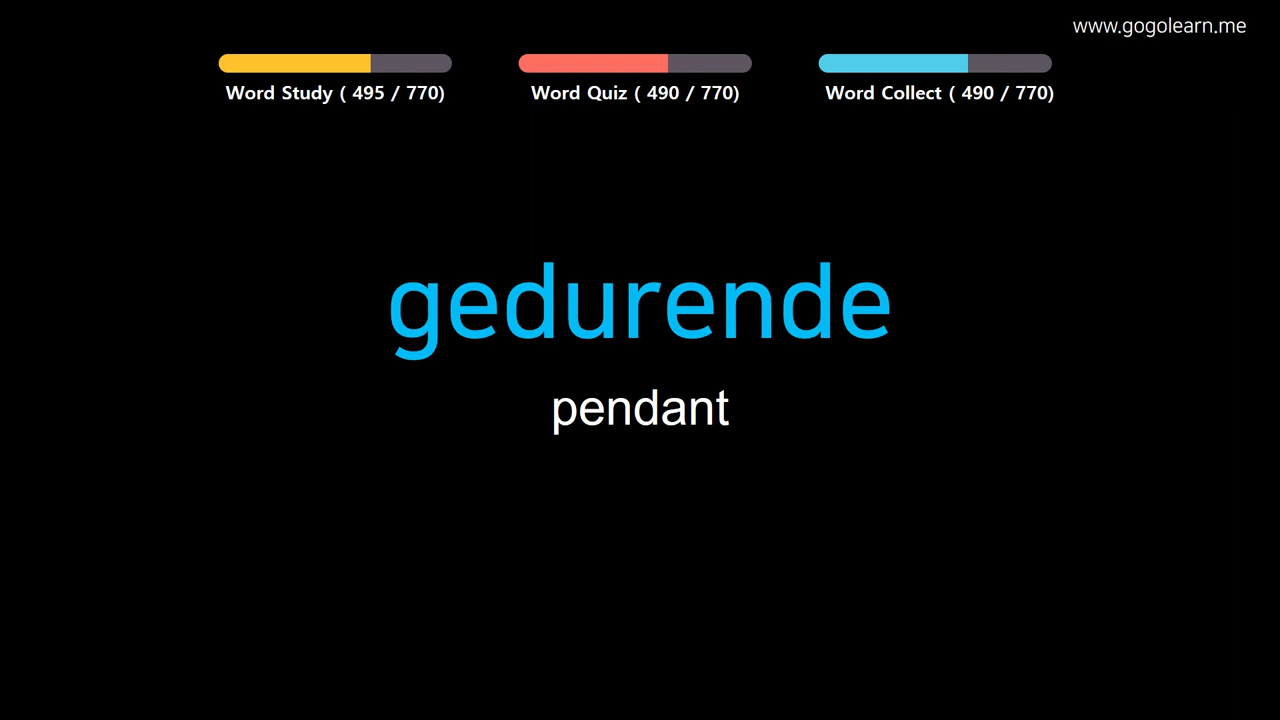 www.gogolearn.me
Word Study ( 495 / 770)
Word Quiz ( 490 / 770)
Word Collect ( 490 / 770)
gedurende
pendant